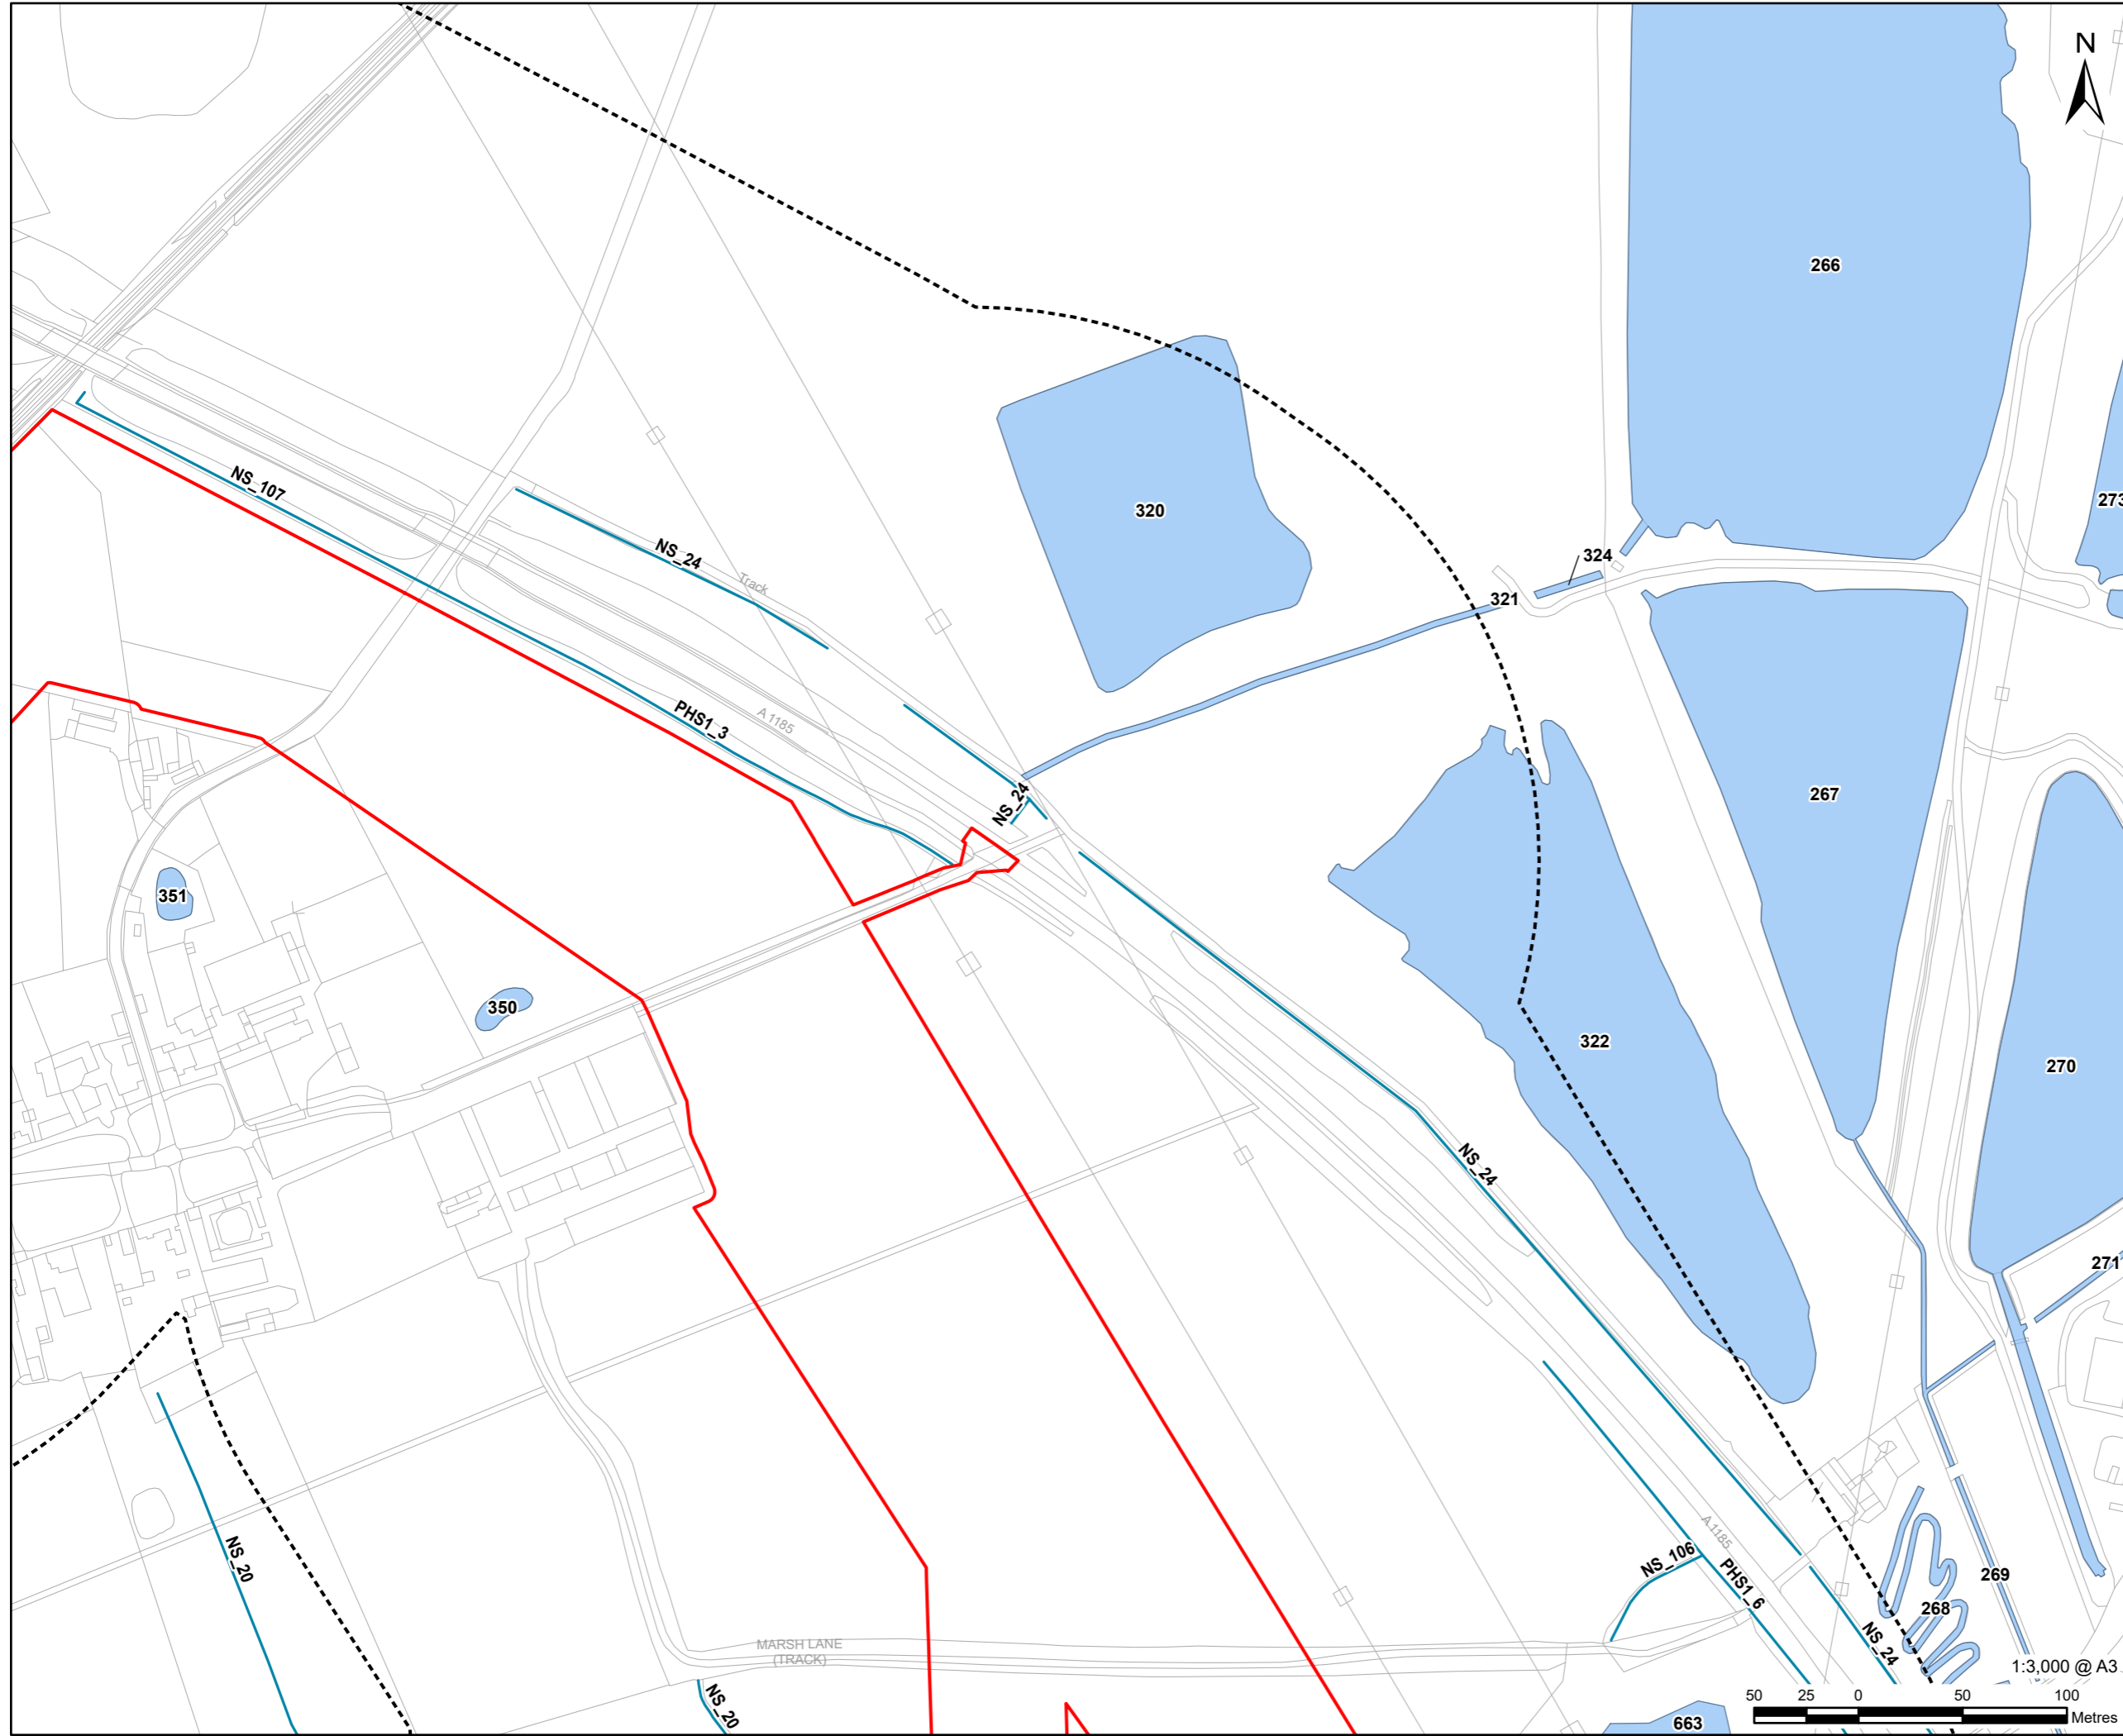 N
266
273
NS_107
320
NS_24
Track
324
321
PHS1_3
A 1185
NS_24
267
351
350
322
270
NS_24
271
NS_20
A 1185
NS_106
PHS1_6
269
268
NS_24
MARSH LANE
(TRACK)
NS_20
663
1:3,000 @ A3
50 25 0 50 100
Metres